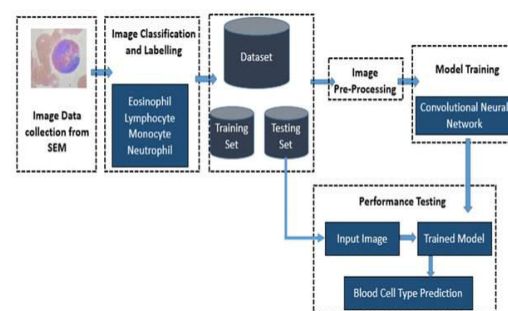 Image Data
collection from
SEM
Image Classification
and Labelling
Eosinophil
Lymphocyte
Monocyte
Neutrophil
Dataset
Training
Set
Testing
Set
Image
Pre-Processing
Model Training
Convolutional Neural
Network
Performance Testing
Input Image
Trained Model
Blood Cell Type Prediction